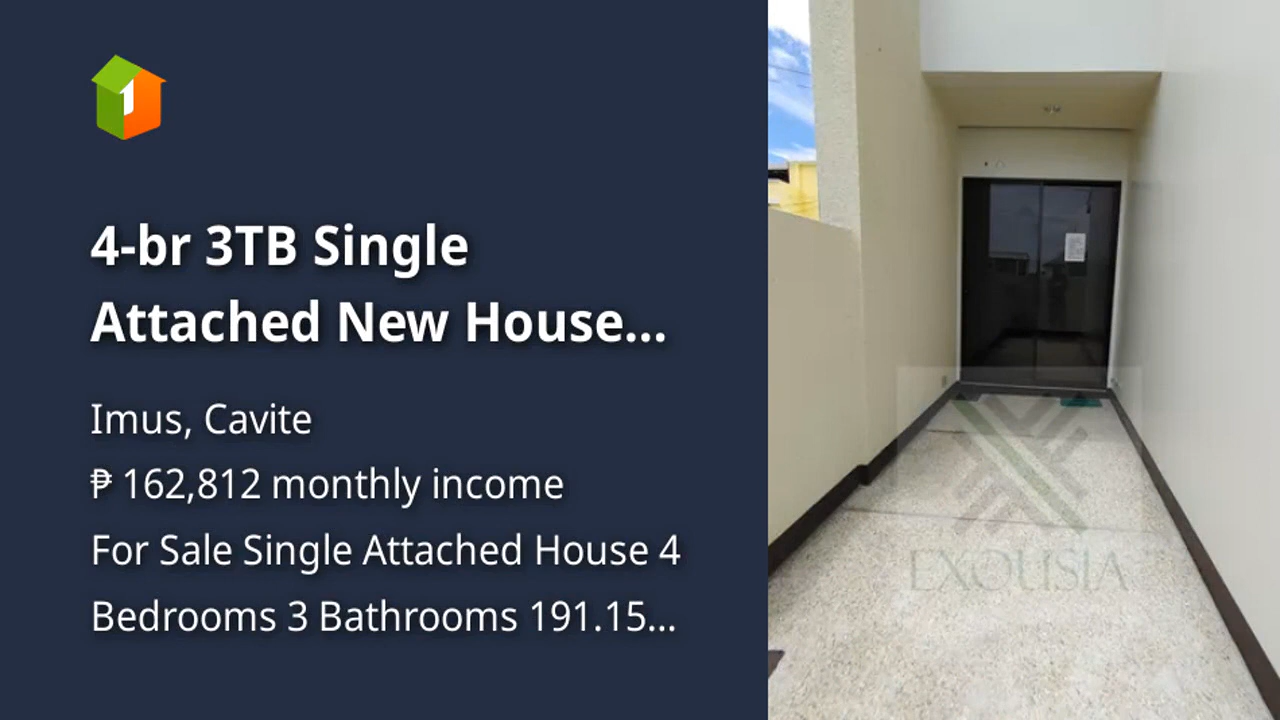 4-br 3TB Single
Attached New House...
Imus, Cavite
₱ 162,812 monthly income
For Sale Single Attached House 4
Bedrooms 3 Bathrooms 191.15...
EXOUSIA